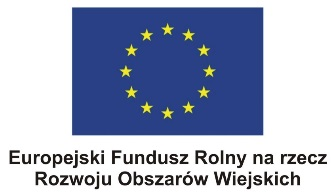 Europejski Fundusz Rolny na rzecz
Rozwoju Obszarów Wiejskich